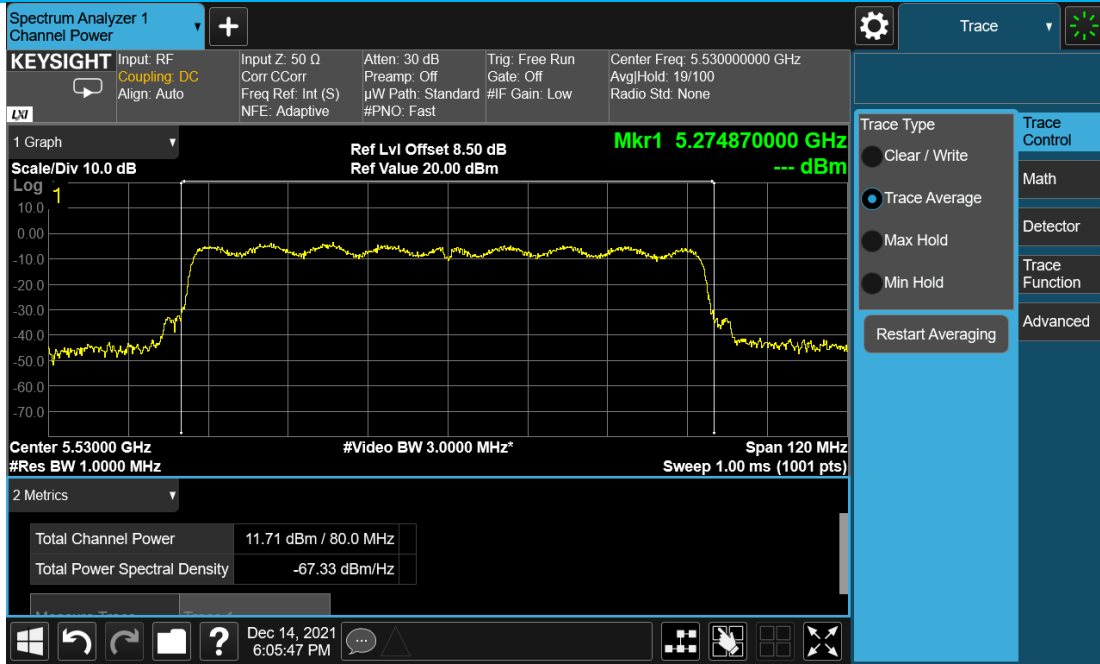 Spectrum Analyzer 1
Channel Power
+
Trace
KEYSIGHT
LXI
Input: RF
Coupling: DC
Align: Auto
Input Z: 50 Ω
Corr CCorr
Freq Ref: Int (S)
NFE: Adaptive
Atten: 30 dB
Preamp: Off
µW Path: Standard
#PNO: Fast
Trig: Free Run
Gate: Off
#IF Gain: Low
Center Freq: 5.530000000 GHz
Avg|Hold: 19/100
Radio Std: None
1 Graph
Scale/Div 10.0 dB
Ref Lvl Offset 8.50 dB
Ref Value 20.00 dBm
Mkr1 5.274870000 GHz
--- dBm
Log
1
10.0
0.00
-10.0
-20.0
-30.0
-40.0
-50.0
-60.0
-70.0
Center 5.53000 GHz
#Res BW 1.0000 MHz
#Video BW 3.0000 MHz*
Span 120 MHz
Sweep 1.00 ms (1001 pts)
2 Metrics
Total Channel Power 11.71 dBm / 80.0 MHz
Total Power Spectral Density -67.33 dBm/Hz
Measure Trace Trace 1
?
Dec 14, 2021
6:05:47 PM
Trace Type
Clear / Write
Trace Average
Max Hold
Min Hold
Restart Averaging
Trace
Control
Math
Detector
Trace
Function
Advanced